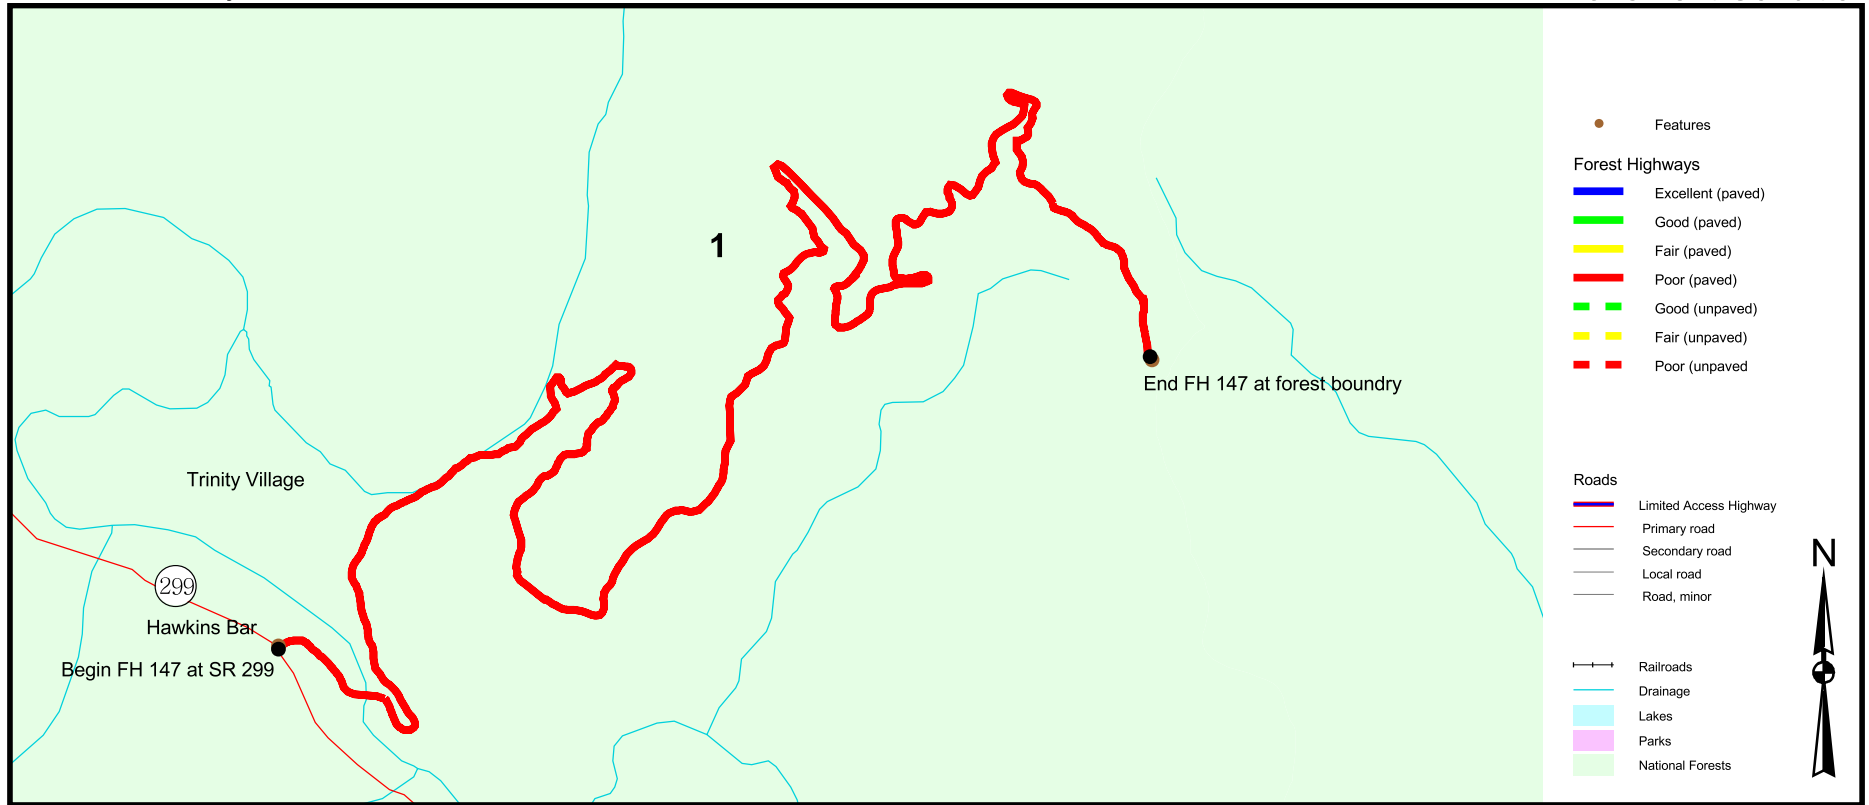 1
End FH 147 at forest boundry
Trinity Village
299
Hawkins Bar
Begin FH 147 at SR 299
Features
Forest Highways
Excellent (paved)
Good (paved)
Fair (paved)
Poor (paved)
Good (unpaved)
Fair (unpaved)
Poor (unpaved
Roads
Limited Access Highway
Primary road
Secondary road
Local road
Road, minor
N
Railroads
Drainage
Lakes
Parks
National Forests